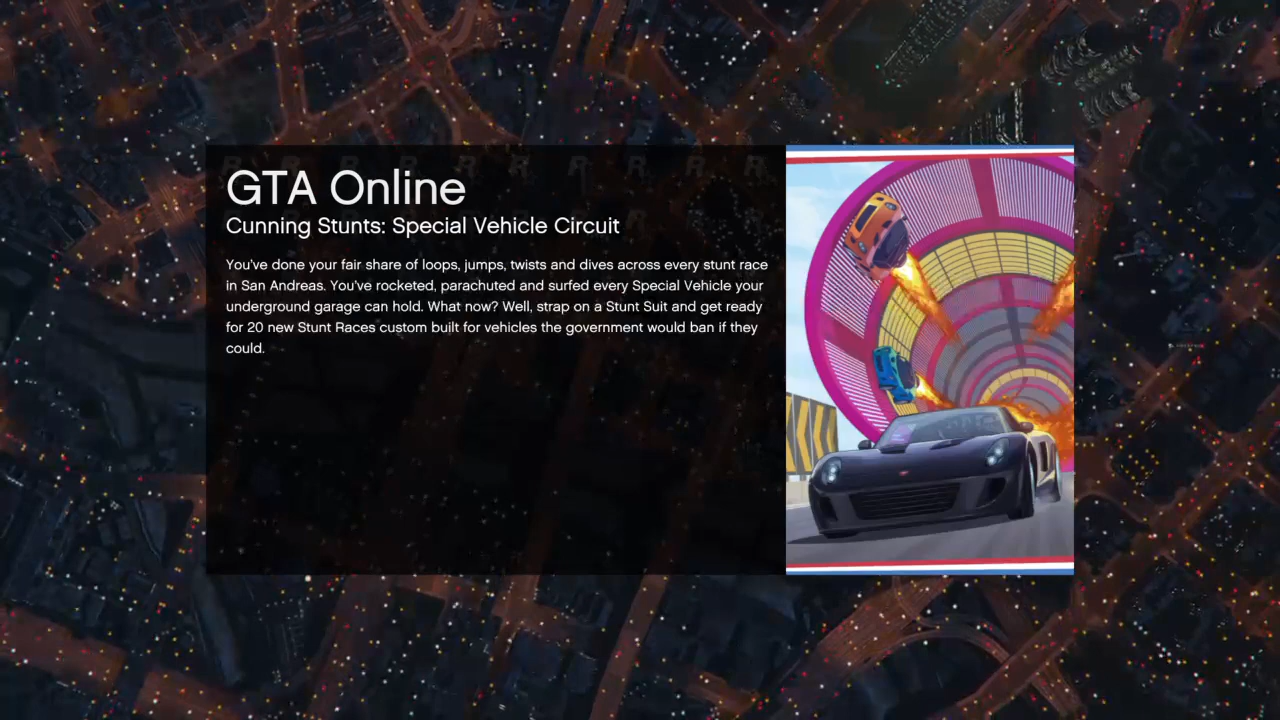 GTA Online
Cunning Stunts: Special Vehicle Circuit
You've done your fair share of loops, jumps, twists and dives across every stunt race
in San Andreas. You've rocketed, parachuted and surfed every Special Vehicle your
underground garage can hold. What now? Well, strap on a Stunt Suit and get ready
for 20 new Stunt Races custom built for vehicles the government would ban if they
could.